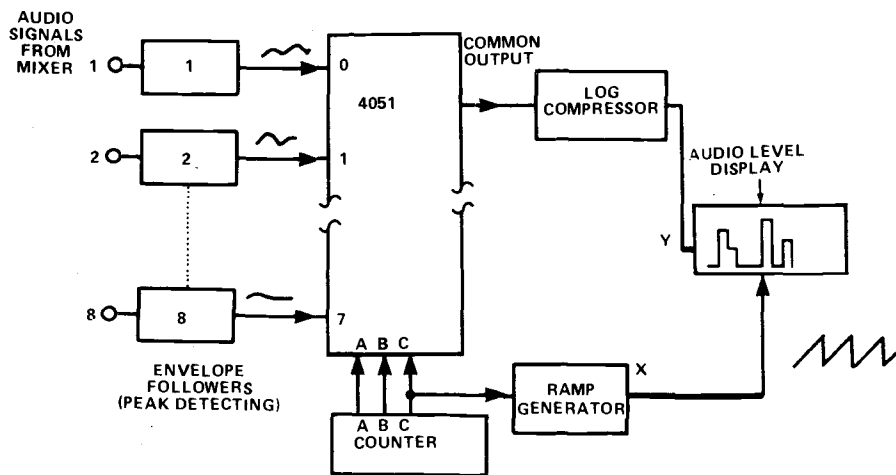 AUDIO
SIGNALS
FROM
MIXER
1
1
0
4051
COMMON
OUTPUT
LOG
COMPRESSOR
2
2
1
AUDIO LEVEL
DISPLAY
Y
8
8
7
A B C
ENVELOPE
FOLLOWERS
(PEAK DETECTING)
A B C
COUNTER
RAMP
GENERATOR
X